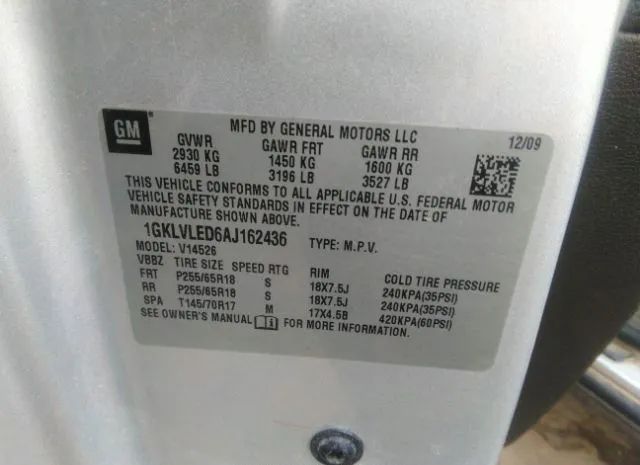 GM
MFD BY GENERAL MOTORS LLC 12/09
GVWR GAWR FRT GAWR RR
2930 KG 1450 KG 1600 KG
6459 LB 3196 LB 3527 LB
THIS VEHICLE CONFORMS TO ALL APPLICABLE U.S. FEDERAL MOTOR
VEHICLE SAFETY STANDARDS IN EFFECT ON THE DATE OF
MANUFACTURE SHOWN ABOVE.
1GKLVLED6AJ162436 TYPE: M.P.V.
MODEL: V14526
VBBZ TIRE SIZE SPEED RTG RIM COLD TIRE PRESSURE
FRT P255/65R18 S 18X7.5J 240KPA(35PSI)
RR P255/65R18 S 18X7.5J 240KPA(35PSI)
SPA T145/70R17 M 17X4.5B 420KPA(60PSI)
SEE OWNER'S MANUAL FOR MORE INFORMATION.